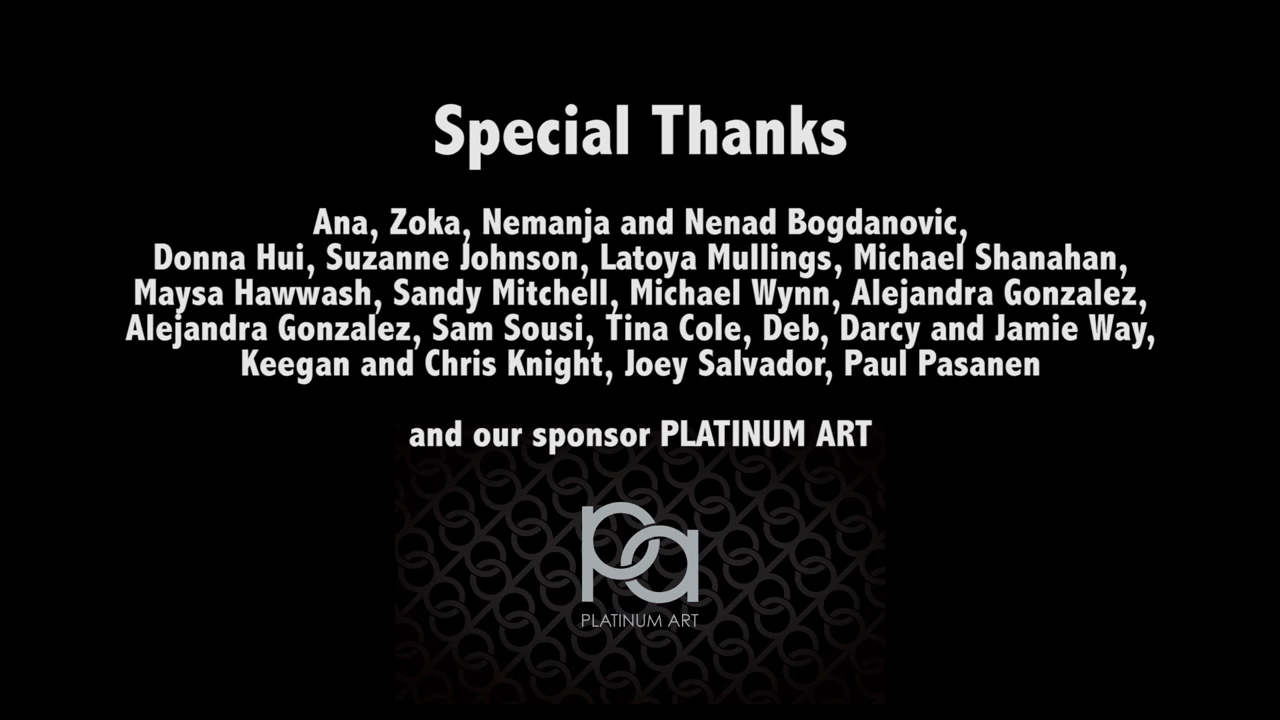 Special Thanks
Ana, Zoka, Nemanja and Nenad Bogdanovic,
Donna Hui, Suzanne Johnson, Latoya Mullings, Michael Shanahan,
Maysa Hawwash, Sandy Mitchell, Michael Wynn, Alejandra Gonzalez,
Alejandra Gonzalez, Sam Sousi, Tina Cole, Deb, Darcy and Jamie Way,
Keegan and Chris Knight, Joey Salvador, Paul Pasanen
and our sponsor PLATINUM ART
pa
PLATINUM ART